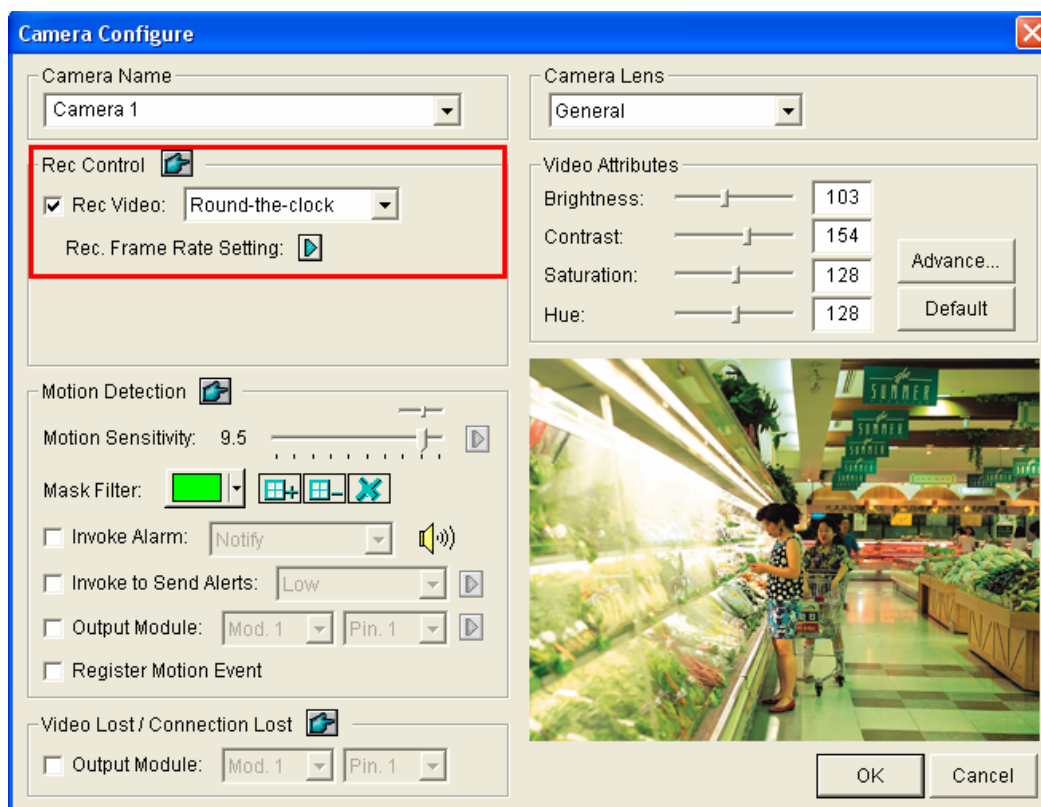 Camera Configure
Camera Name
Camera 1
Rec Control
Rec Video: Round-the-clock
Rec. Frame Rate Setting:
Motion Detection
Motion Sensitivity: 9.5
Mask Filter:
Invoke Alarm: Notify
Invoke to Send Alerts: Low
Output Module: Mod. 1 Pin. 1
Register Motion Event
Video Lost / Connection Lost
Output Module: Mod. 1 Pin. 1
Camera Lens
General
Video Attributes
Brightness: 103
Contrast: 154
Saturation: 128
Hue: 128
Advance...
Default
SUMMER
SUMMER
SUMMER
SUMMER
OK
Cancel